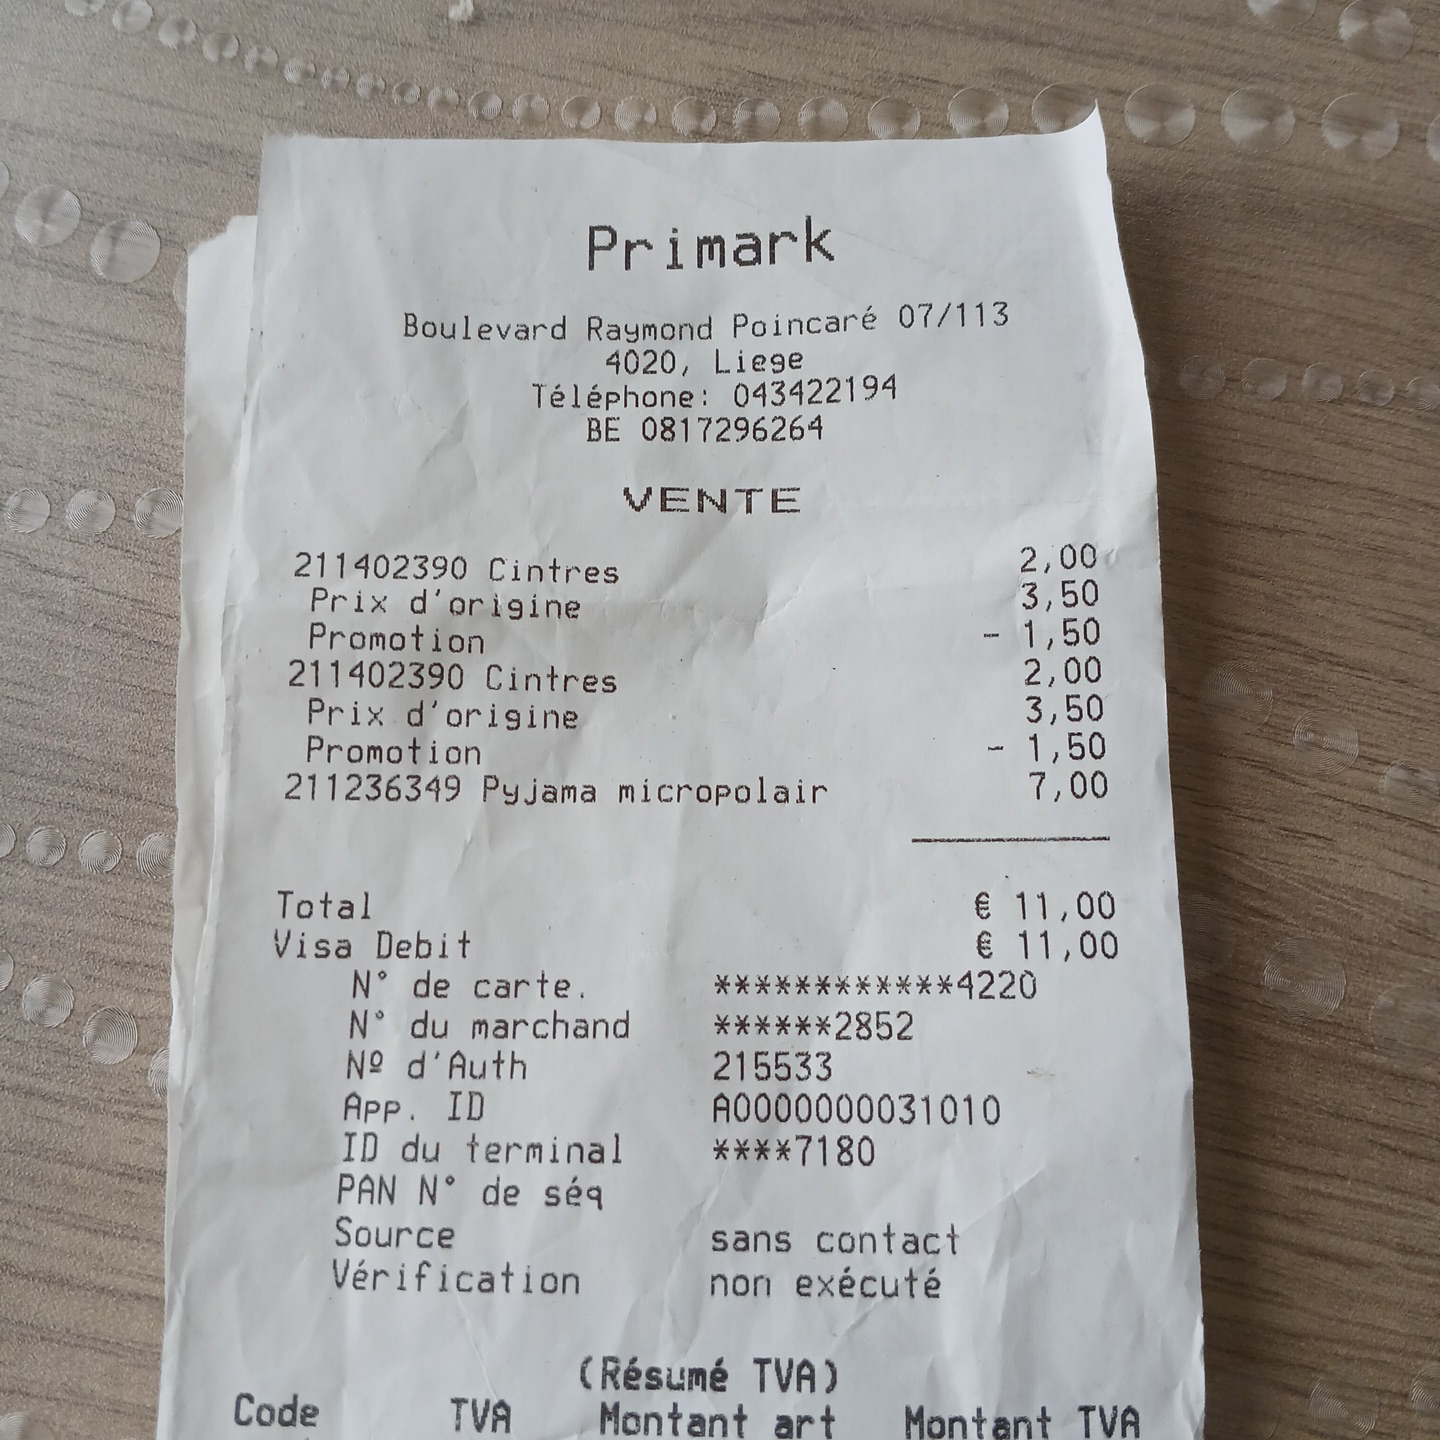 Primark
Boulevard Raymond Poincaré 07/113
4020, Liege
Téléphone: 043422194
BE 0817296264
VENTE
211402390 Cintres 2,00
Prix d'origine 3,50
Promotion - 1,50
211402390 Cintres 2,00
Prix d'origine 3,50
Promotion - 1,50
211236349 Pyjama micropolair 7,00
Total € 11,00
Visa Debit € 11,00
N° de carte. ************4220
N° du marchand ******2852
Nº d'Auth 215533
App. ID A0000000031010
ID du terminal ****7180
PAN N° de séq
Source sans contact
Vérification non exécuté
(Résumé TVA)
Code TVA Montant art Montant TVA